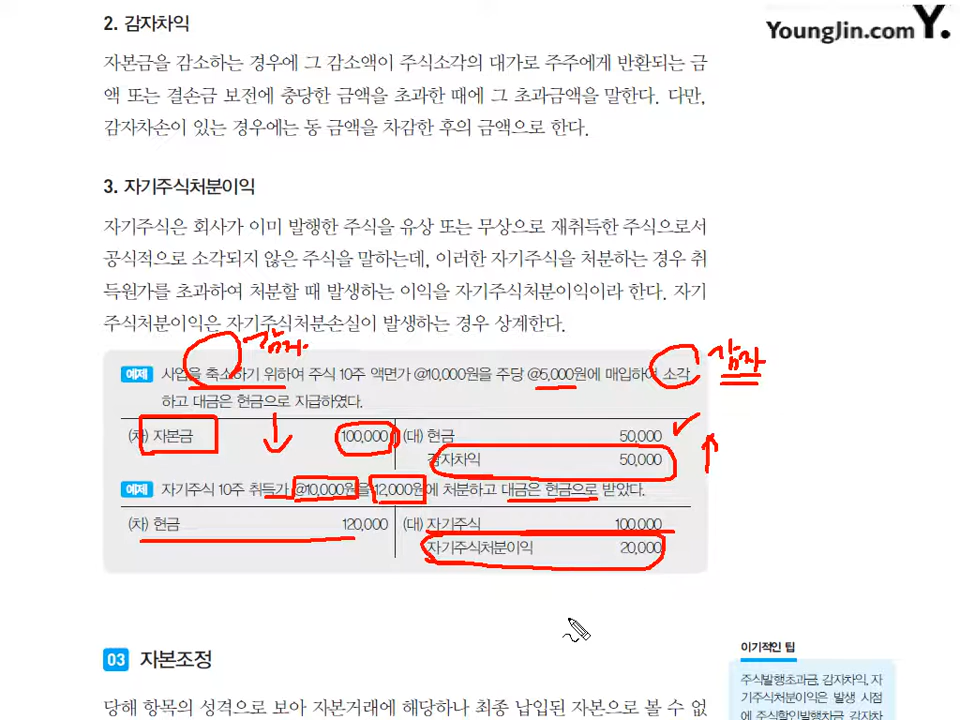 2. 감자차익
YoungJin.com Y.
자본금을 감소하는 경우에 그 감소액이 주식소각의 대가로 주주에게 반환되는 금
액 또는 결손금 보전에 충당한 금액을 초과한 때에 그 초과금액을 말한다. 다만,
감자차손이 있는 경우에는 동 금액을 차감한 후의 금액으로 한다.
3. 자기주식처분이익
자기주식은 회사가 이미 발행한 주식을 유상 또는 무상으로 재취득한 주식으로서
공식적으로 소각되지 않은 주식을 말하는데, 이러한 자기주식을 처분하는 경우 취
득원가를 초과하여 처분할 때 발생하는 이익을 자기주식처분이익이라 한다. 자기
주식처분이익은 자기주식처분손실이 발생하는 경우 상계한다.
감자 감자
예제 사업을 축소하기 위하여 주식 10주 액면가 @10,000원을 주당 @5,000원에 매입하여 소각
하고 대금은 현금으로 지급하였다.
(차) 자본금 100,000 (대) 현금 50,000
감자차익 50,000
예제 자기주식 10주 취득가 @10,000원을 12,000원에 처분하고 대금은 현금으로 받았다.
(차) 현금 120,000 (대) 자기주식 100,000
자기주식처분이익 20,000
03 자본조정
당해 항목의 성격으로 보아 자본거래에 해당하나 최종 납입된 자본으로 볼 수 없
이기적인 팁
주식발행초과금, 감자차익, 자
기주식처분이익은 발생 시점
에 주식할인발행차금, 감자차